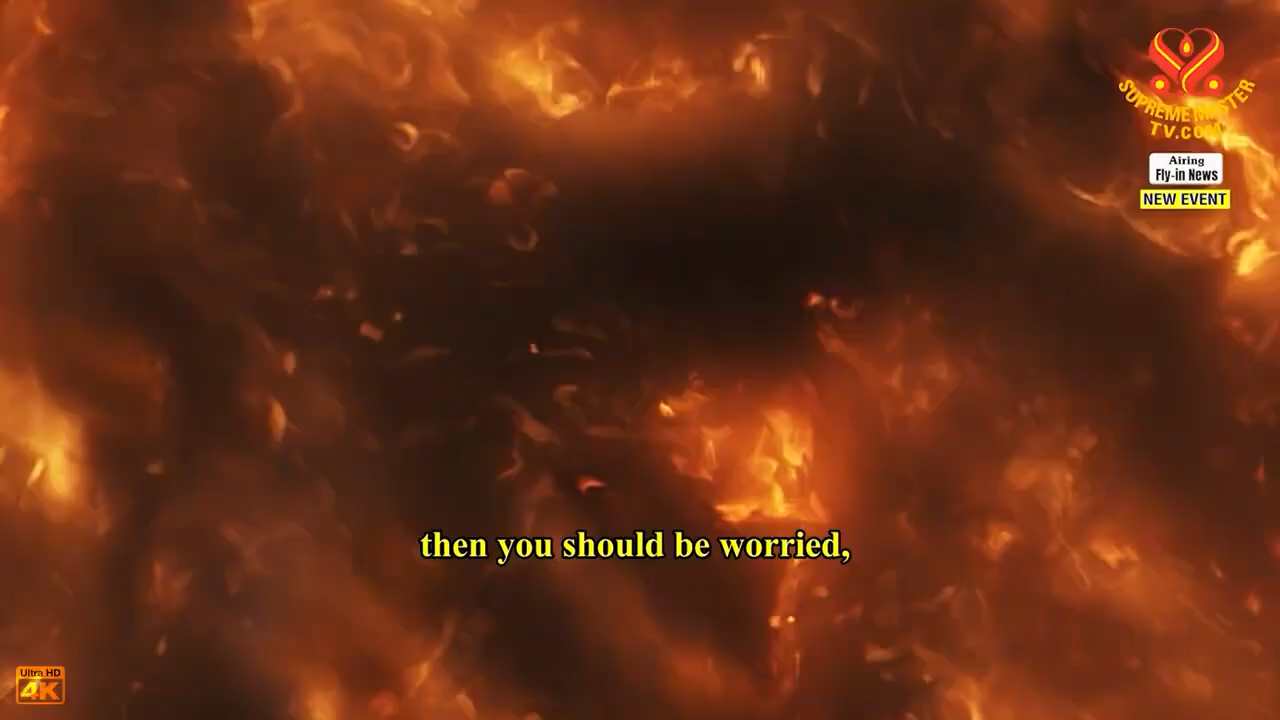 SUPREME MASTER
TV.COM
Airing
Fly-in News
NEW EVENT
then you should be worried,
Ultra HD
4K